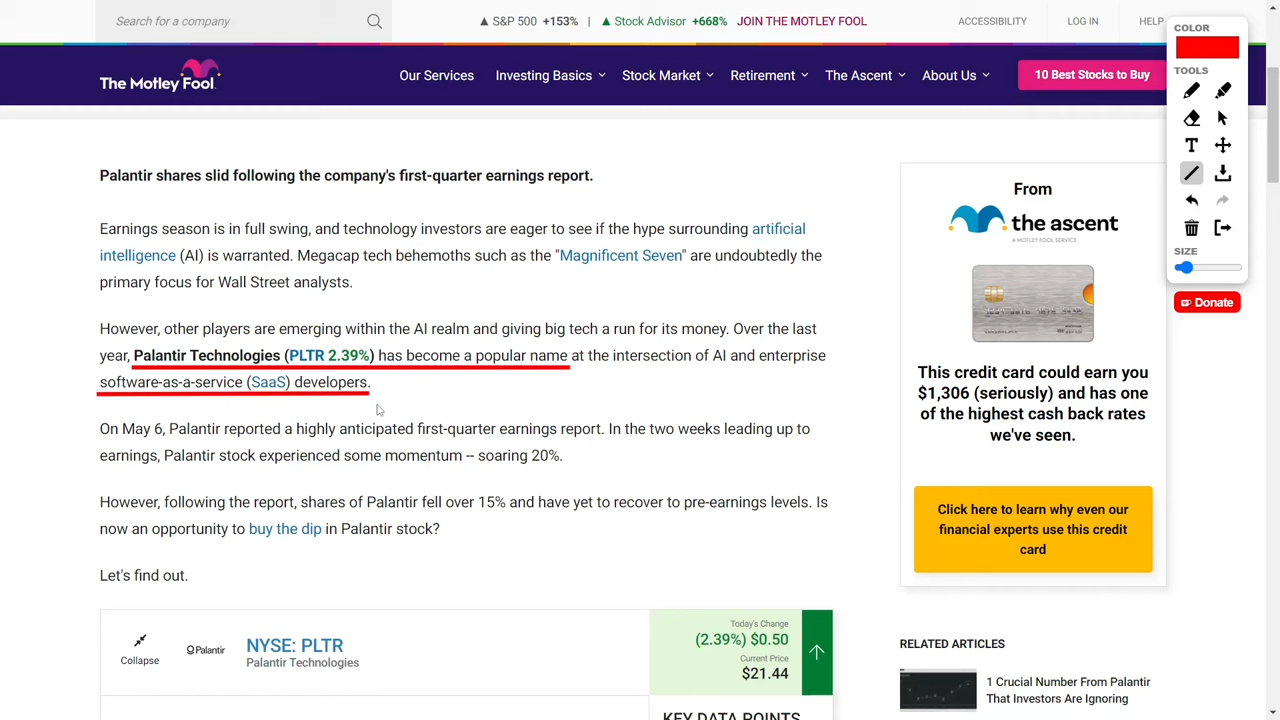 Search for a company
▲ S&P 500 +153% | ▲ Stock Advisor +668% JOIN THE MOTLEY FOOL
ACCESSIBILITY LOG IN HELP
The Motley Fool
Our Services Investing Basics Stock Market Retirement The Ascent About Us
10 Best Stocks to Buy
COLOR
TOOLS
T
SIZE
Donate
Palantir shares slid following the company's first-quarter earnings report.
Earnings season is in full swing, and technology investors are eager to see if the hype surrounding artificial
intelligence (AI) is warranted. Megacap tech behemoths such as the "Magnificent Seven" are undoubtedly the
primary focus for Wall Street analysts.
However, other players are emerging within the AI realm and giving big tech a run for its money. Over the last
year, Palantir Technologies (PLTR 2.39%) has become a popular name at the intersection of AI and enterprise
software-as-a-service (SaaS) developers.
On May 6, Palantir reported a highly anticipated first-quarter earnings report. In the two weeks leading up to
earnings, Palantir stock experienced some momentum -- soaring 20%.
However, following the report, shares of Palantir fell over 15% and have yet to recover to pre-earnings levels. Is
now an opportunity to buy the dip in Palantir stock?
Let's find out.
Collapse
Palantir
NYSE: PLTR
Palantir Technologies
Today's Change
(2.39%) $0.50
Current Price
$21.44
KEY DATA POINTS
From
the ascent
A MOTLEY FOOL SERVICE
This credit card could earn you
$1,306 (seriously) and has one
of the highest cash back rates
we've seen.
Click here to learn why even our
financial experts use this credit
card
RELATED ARTICLES
1 Crucial Number From Palantir
That Investors Are Ignoring